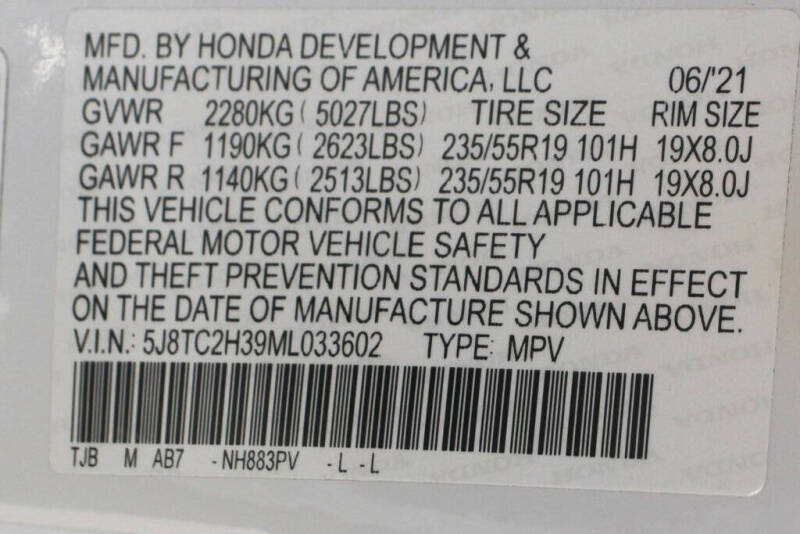 MFD. BY HONDA DEVELOPMENT &
MANUFACTURING OF AMERICA, LLC 06/'21
GVWR 2280KG ( 5027LBS) TIRE SIZE RIM SIZE
GAWR F 1190KG ( 2623LBS) 235/55R19 101H 19X8.0J
GAWR R 1140KG ( 2513LBS) 235/55R19 101H 19X8.0J
THIS VEHICLE CONFORMS TO ALL APPLICABLE
FEDERAL MOTOR VEHICLE SAFETY
AND THEFT PREVENTION STANDARDS IN EFFECT
ON THE DATE OF MANUFACTURE SHOWN ABOVE.
V.I.N.: 5J8TC2H39ML033602 TYPE: MPV
TJB M AB7 -NH883PV -L -L